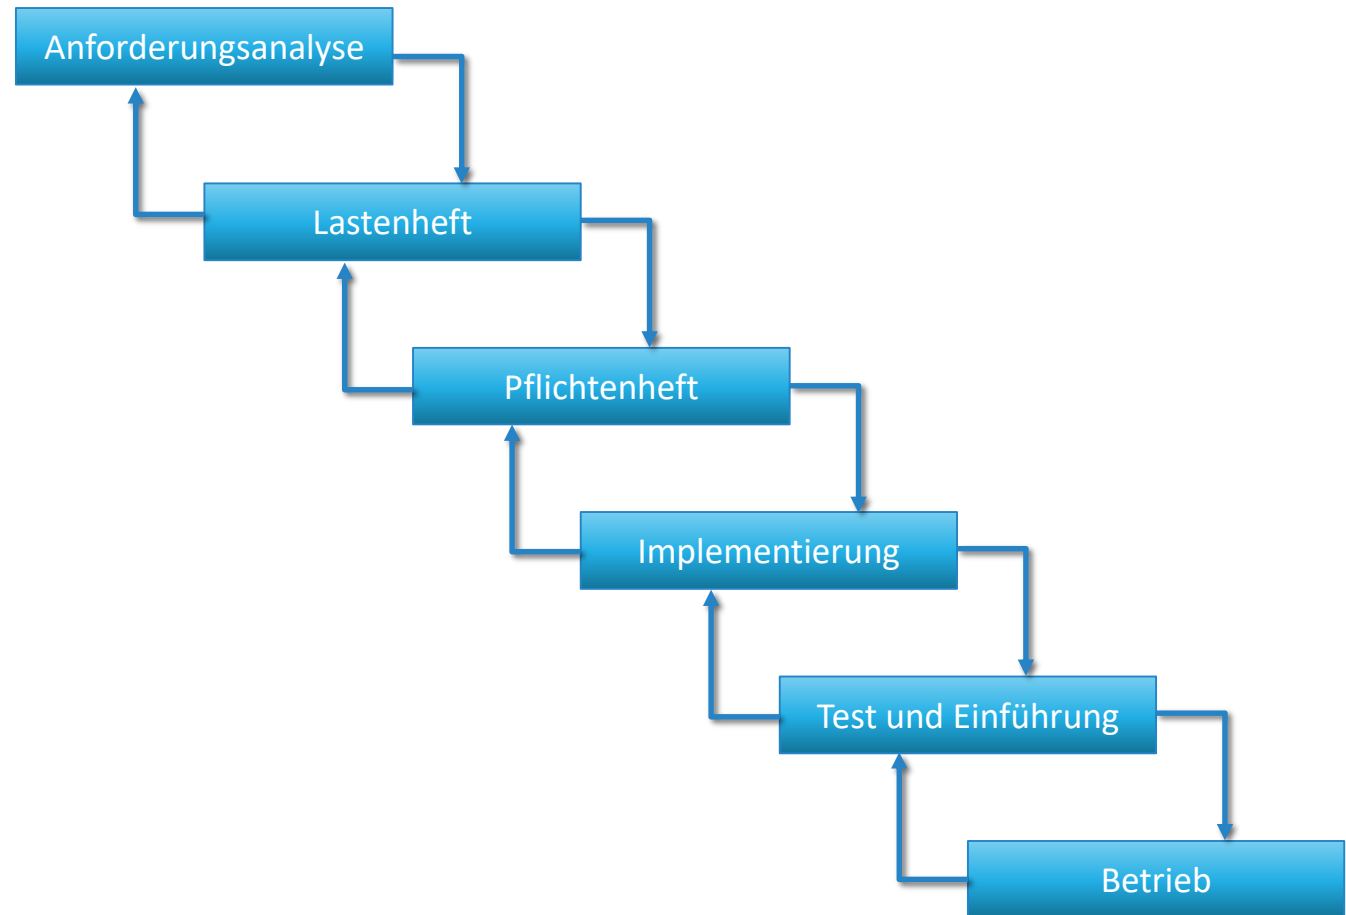 Anforderungsanalyse
Lastenheft
Pflichtenheft
Implementierung
Test und Einführung
Betrieb